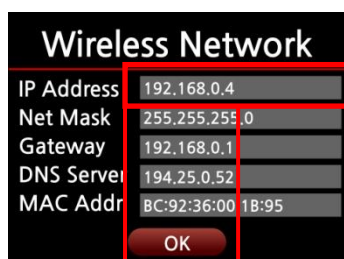 Wireless Network
IP Address 192.168.0.4
Net Mask 255.255.255.0
Gateway 192.168.0.1
DNS Server 194.25.0.52
MAC Addr BC:92:36:00:1B:95
OK